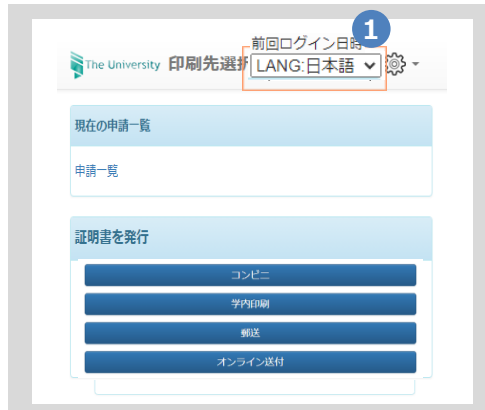 1
前回ログイン日時
The University 印刷先選択 LANG:日本語
現在の申請一覧
申請一覧
証明書を発行
コンビニ
学内印刷
郵送
オンライン送付